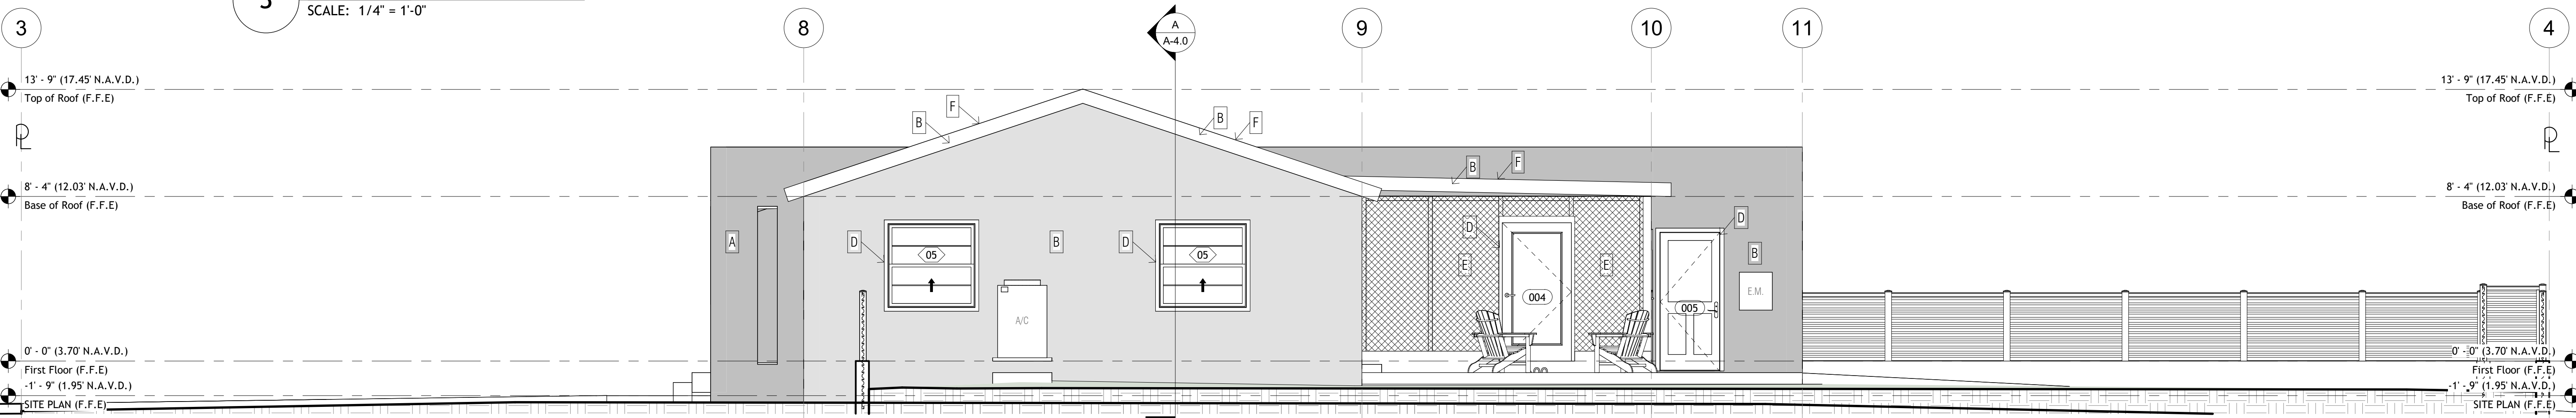 SCALE: 1/4" = 1'-0"
3
8
A
A-4.0
9
10
11
4
13' - 9" (17.45' N.A.V.D.)
Top of Roof (F.F.E)
13' - 9" (17.45' N.A.V.D.)
Top of Roof (F.F.E)
F
B
B
F
B
F
8' - 4" (12.03' N.A.V.D.)
Base of Roof (F.F.E)
8' - 4" (12.03' N.A.V.D.)
Base of Roof (F.F.E)
A
D
05
B
D
05
D
E
E
D
B
A/C
004
005
E.M.
0' - 0" (3.70' N.A.V.D.)
First Floor (F.F.E)
0' - 0" (3.70' N.A.V.D.)
First Floor (F.F.E)
-1' - 9" (1.95' N.A.V.D.)
SITE PLAN (F.F.E)
-1' - 9" (1.95' N.A.V.D.)
SITE PLAN (F.F.E)